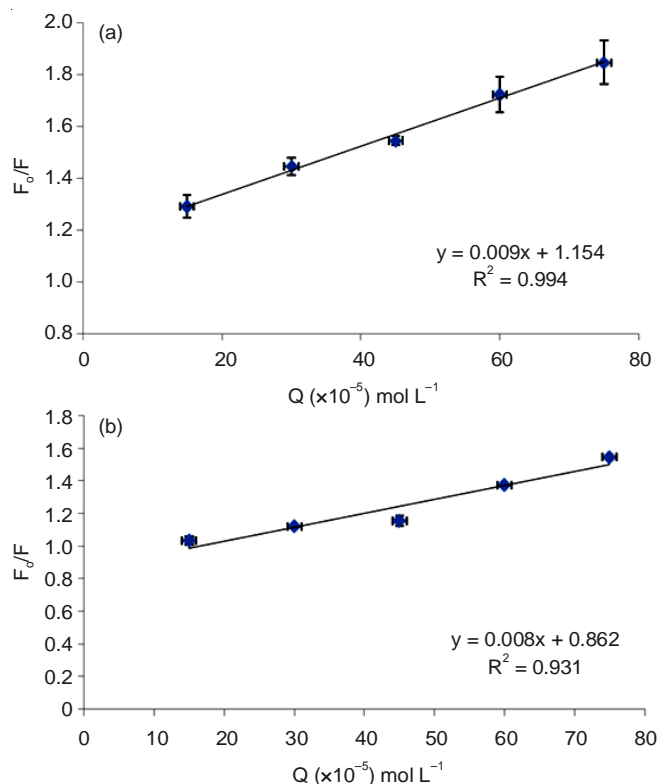 (a)
2.0
1.8
1.6
1.4
1.2
1.0
0.8
Fₒ/F
y = 0.009x + 1.154
R² = 0.994
0 20 40 60 80
Q (×10⁻⁵) mol L⁻¹
(b)
1.8
1.6
1.4
1.2
1.0
0.8
0.6
0.4
0.2
0
Fₒ/F
y = 0.008x + 0.862
R² = 0.931
0 10 20 30 40 50 60 70 80
Q (×10⁻⁵) mol L⁻¹